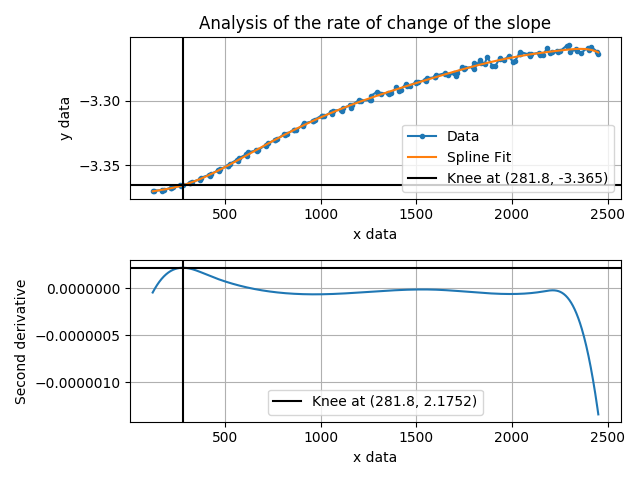 Analysis of the rate of change of the slope
y data
−3.30
−3.35
Data
Spline Fit
Knee at (281.8, -3.365)
500
1000
1500
2000
2500
x data
Second derivative
0.0000000
−0.0000005
−0.0000010
Knee at (281.8, 2.1752)
500
1000
1500
2000
2500
x data